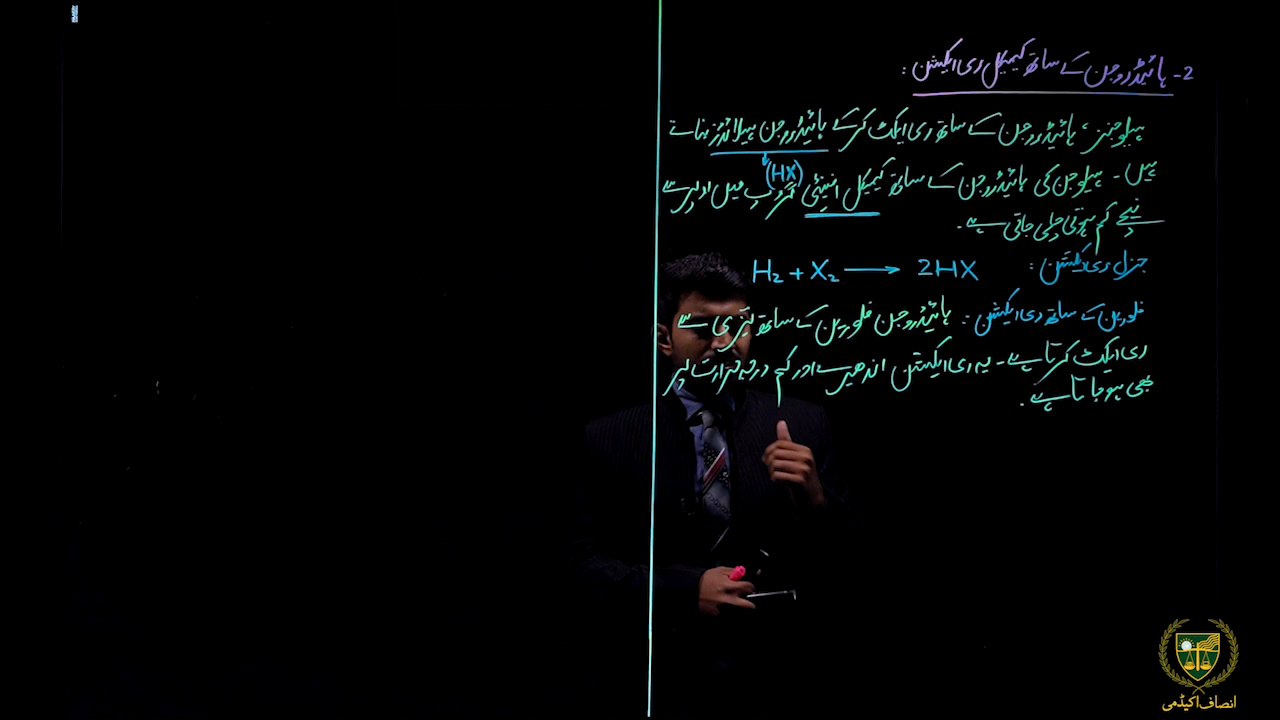 2- ہائیڈروجن کے ساتھ کیمیکل ری ایکشن:
ہیلوجنز، ہائیڈروجن کے ساتھ ری ایکٹ کرکے ہائیڈروجن ہیلائڈز بناتے
(HX)
ہیں۔ ہیلوجن کی ہائیڈروجن کے ساتھ کیمیکل افینیٹی گروپ میں اوپر سے
نیچے کم ہوتی چلی جاتی ہے۔
جنرل ری ایکشن: H₂ + X₂ ⟶ 2HX
فلورین کے ساتھ ری ایکشن: ہائیڈروجن فلورین کے ساتھ تیزی سے
ری ایکٹ کرتا ہے۔ یہ ری ایکشن اندھیرے اور کم درجہ حرارت پر
بھی ہو جاتا ہے۔
انصاف اکیڈمی